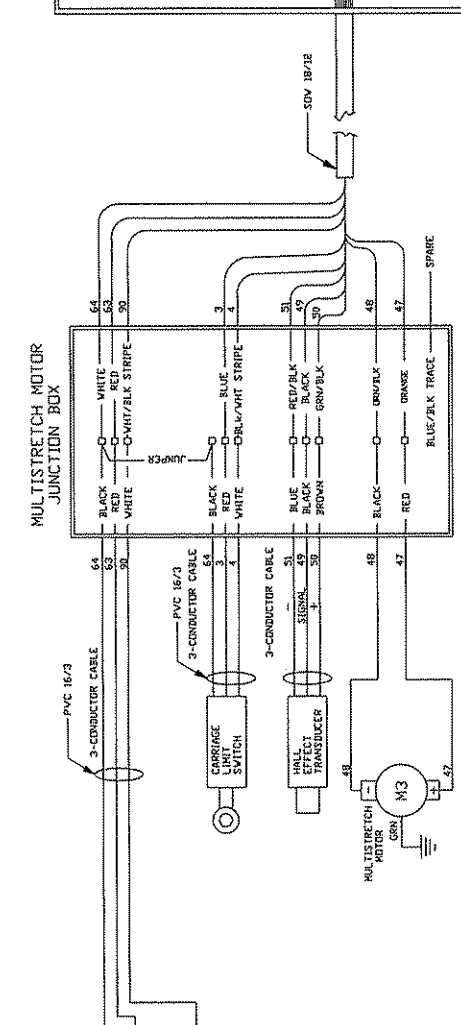 SOW 18/12
64
63
90
3
4
51
49
50
48
47
SPARE
MULTISTRETCH MOTOR
JUNCTION BOX
WHITE
RED
WHT/BLK STRIPE
BLUE
BLK/WHT STRIPE
RED/BLK
BLACK
GRN/BLK
ORN/BLK
ORANGE
BLUE/BLK TRACE
JUMPER
BLACK
RED
WHITE
BLACK
RED
WHITE
BLUE
BLACK
BROWN
BLACK
RED
64
63
90
64
3
4
51
49
50
48
47
PVC 16/3
3-CONDUCTOR CABLE
PVC 16/3
3-CONDUCTOR CABLE
3-CONDUCTOR CABLE
-
SIGNAL
+
CARRIAGE
LIMIT
SWITCH
HALL
EFFECT
TRANSDUCER
48
47
-
M3
+
MULTISTRETCH
MOTOR
GRN